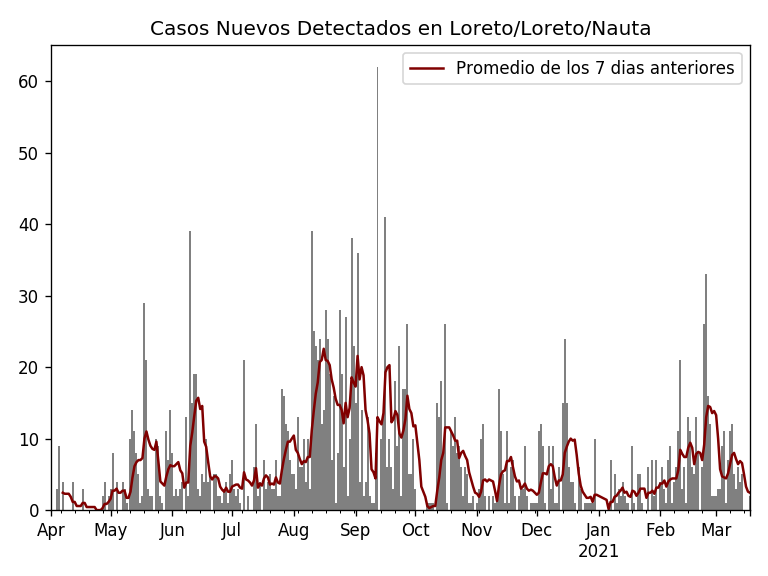 Casos Nuevos Detectados en Loreto/Loreto/Nauta
Promedio de los 7 dias anteriores
60
50
40
30
20
10
0
Apr May Jun Jul Aug Sep Oct Nov Dec Jan Feb Mar
2021